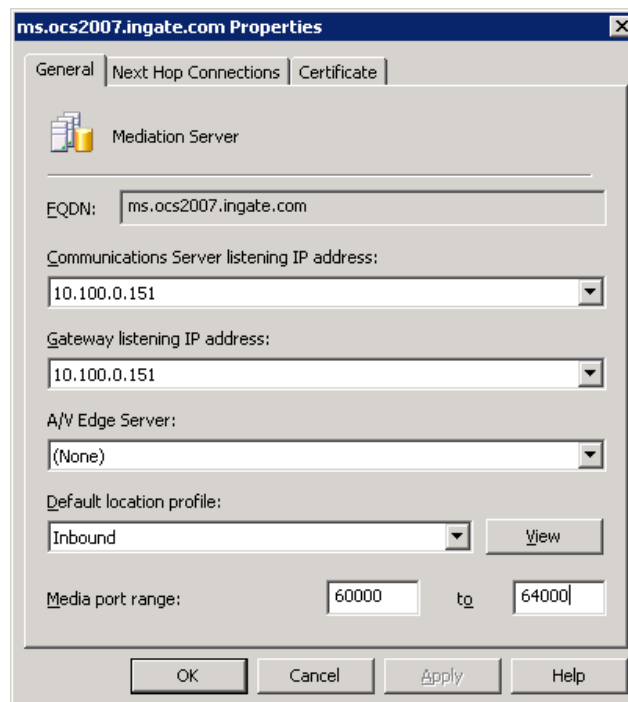 ms.ocs2007.ingate.com Properties
General Next Hop Connections Certificate
Mediation Server
FQDN: ms.ocs2007.ingate.com
Communications Server listening IP address:
10.100.0.151
Gateway listening IP address:
10.100.0.151
A/V Edge Server:
(None)
Default location profile:
Inbound View
Media port range: 60000 to 64000
OK Cancel Apply Help